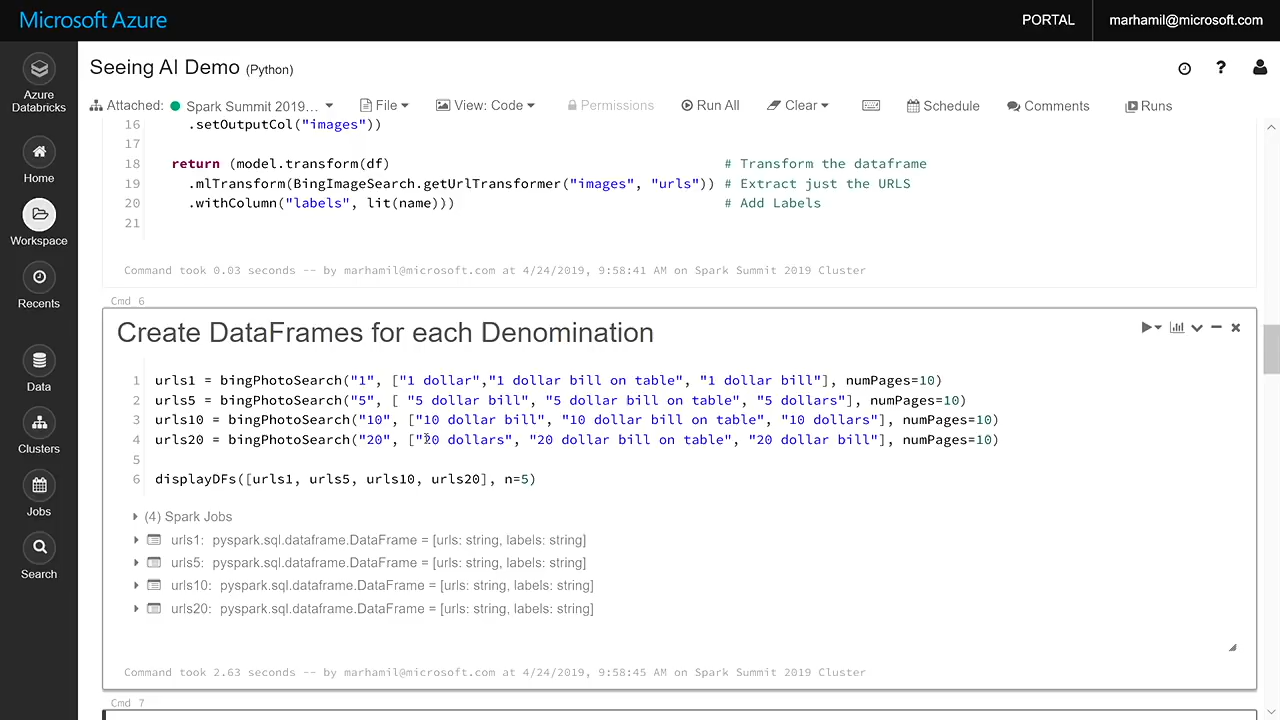 Microsoft Azure
PORTAL
marhamil@microsoft.com
Azure Databricks
Home
Workspace
Recents
Data
Clusters
Jobs
Search
Seeing AI Demo (Python)
Attached: Spark Summit 2019... File View: Code Permissions Run All Clear Schedule Comments Runs
16 .setOutputCol("images"))
17
18 return (model.transform(df) # Transform the dataframe
19 .mlTransform(BingImageSearch.getUrlTransformer("images", "urls")) # Extract just the URLS
20 .withColumn("labels", lit(name))) # Add Labels
21
Command took 0.03 seconds -- by marhamil@microsoft.com at 4/24/2019, 9:58:41 AM on Spark Summit 2019 Cluster
Cmd 6
Create DataFrames for each Denomination
1 urls1 = bingPhotoSearch("1", ["1 dollar","1 dollar bill on table", "1 dollar bill"], numPages=10)
2 urls5 = bingPhotoSearch("5", [ "5 dollar bill", "5 dollar bill on table", "5 dollars"], numPages=10)
3 urls10 = bingPhotoSearch("10", ["10 dollar bill", "10 dollar bill on table", "10 dollars"], numPages=10)
4 urls20 = bingPhotoSearch("20", ["20 dollars", "20 dollar bill on table", "20 dollar bill"], numPages=10)
5
6 displayDFs([urls1, urls5, urls10, urls20], n=5)
(4) Spark Jobs
urls1: pyspark.sql.dataframe.DataFrame = [urls: string, labels: string]
urls5: pyspark.sql.dataframe.DataFrame = [urls: string, labels: string]
urls10: pyspark.sql.dataframe.DataFrame = [urls: string, labels: string]
urls20: pyspark.sql.dataframe.DataFrame = [urls: string, labels: string]
Command took 2.63 seconds -- by marhamil@microsoft.com at 4/24/2019, 9:58:45 AM on Spark Summit 2019 Cluster
Cmd 7